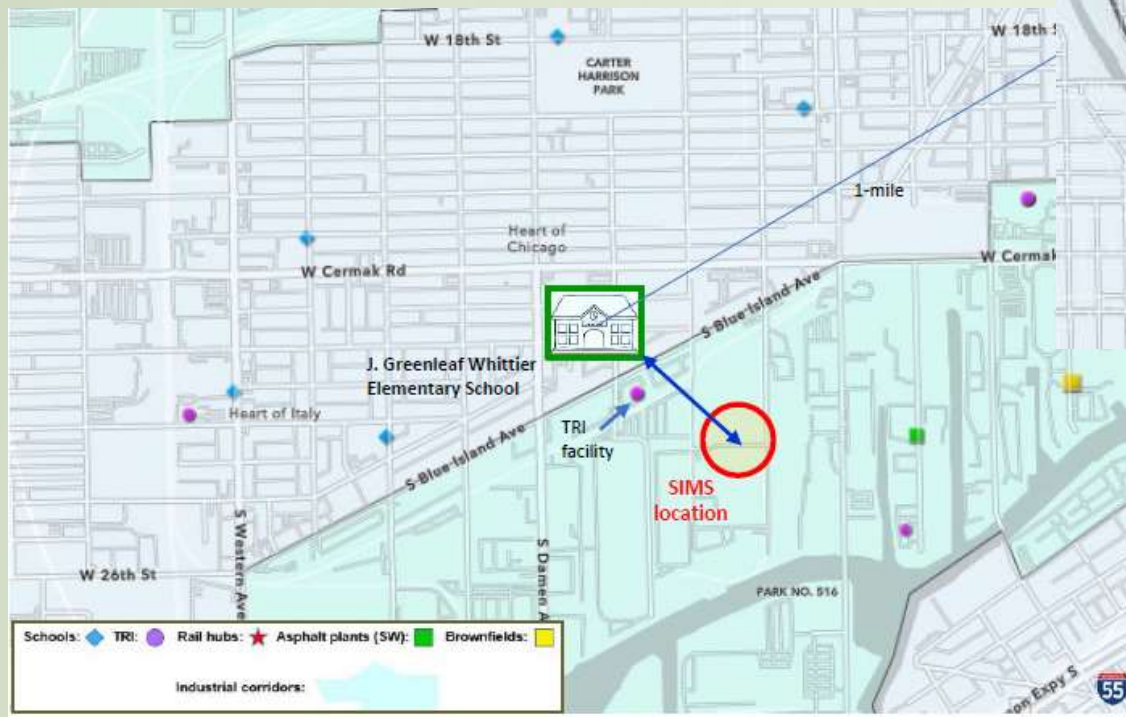 W 18th St
W 18th S
CARTER
HARRISON
PARK
1-mile
Heart of
Chicago
W Cermak Rd
W Cermak
S Blue Island Ave
J. Greenleaf Whittier
Elementary School
Heart of Italy
TRI
facility
S Blue Island Ave
SIMS
location
S Western Ave
S Damen A
W 26th St
PARK NO. 516
Schools: TRI: Rail hubs: Asphalt plants (SW): Brownfields:
Industrial corridors:
on Expy S
55